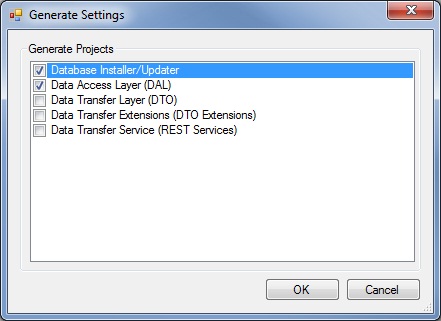 Generate Settings
Generate Projects
Database Installer/Updater
Data Access Layer (DAL)
Data Transfer Layer (DTO)
Data Transfer Extensions (DTO Extensions)
Data Transfer Service (REST Services)
OK
Cancel